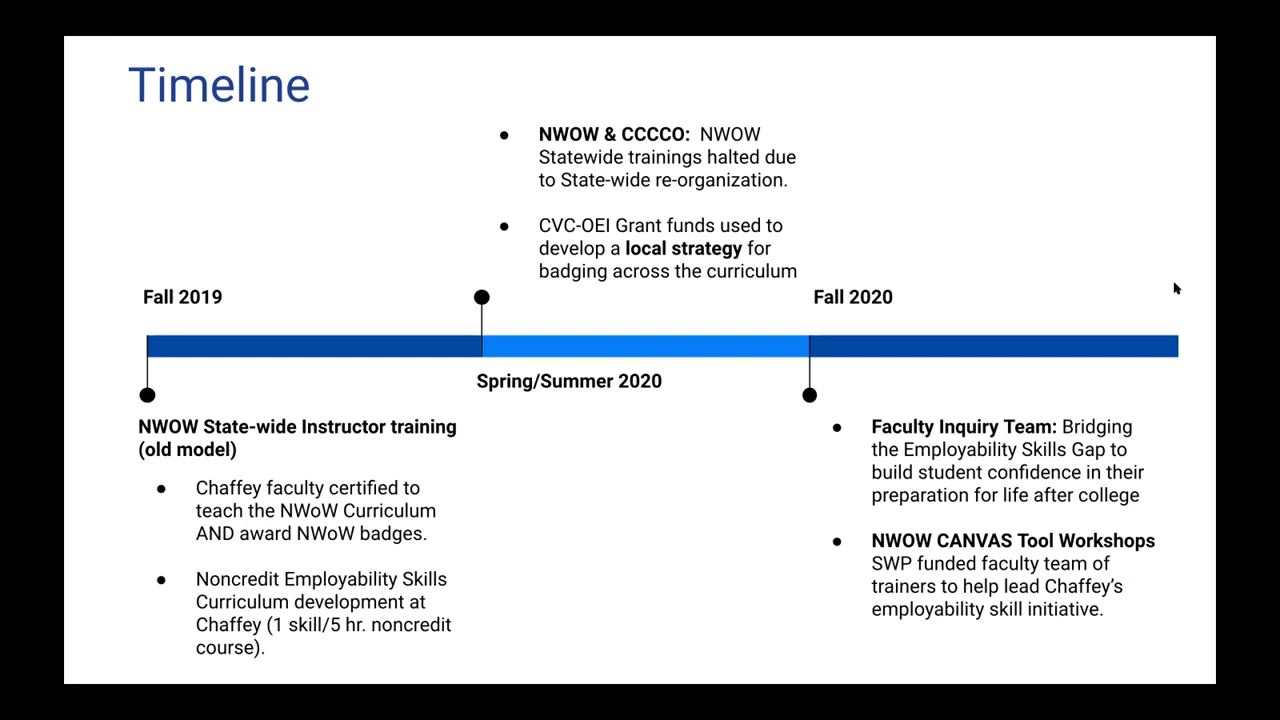 Timeline
● NWOW & CCCCO: NWOW
Statewide trainings halted due
to State-wide re-organization.
● CVC-OEI Grant funds used to
develop a local strategy for
badging across the curriculum
Fall 2019
Fall 2020
Spring/Summer 2020
NWOW State-wide Instructor training
(old model)
● Chaffey faculty certified to
teach the NWoW Curriculum
AND award NWoW badges.
● Noncredit Employability Skills
Curriculum development at
Chaffey (1 skill/5 hr. noncredit
course).
● Faculty Inquiry Team: Bridging
the Employability Skills Gap to
build student confidence in their
preparation for life after college
● NWOW CANVAS Tool Workshops
SWP funded faculty team of
trainers to help lead Chaffey’s
employability skill initiative.